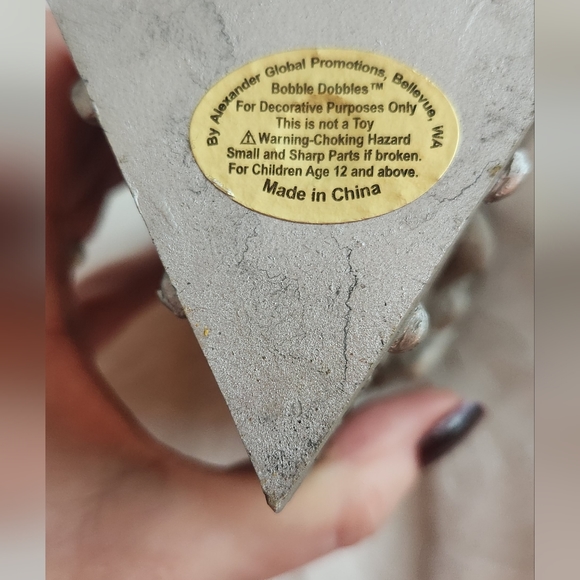 By Alexander Global Promotions, Bellevue, WA
Bobble Dobbles™
For Decorative Purposes Only
This is not a Toy
⚠Warning-Choking Hazard
Small and Sharp Parts if broken.
For Children Age 12 and above.
Made in China